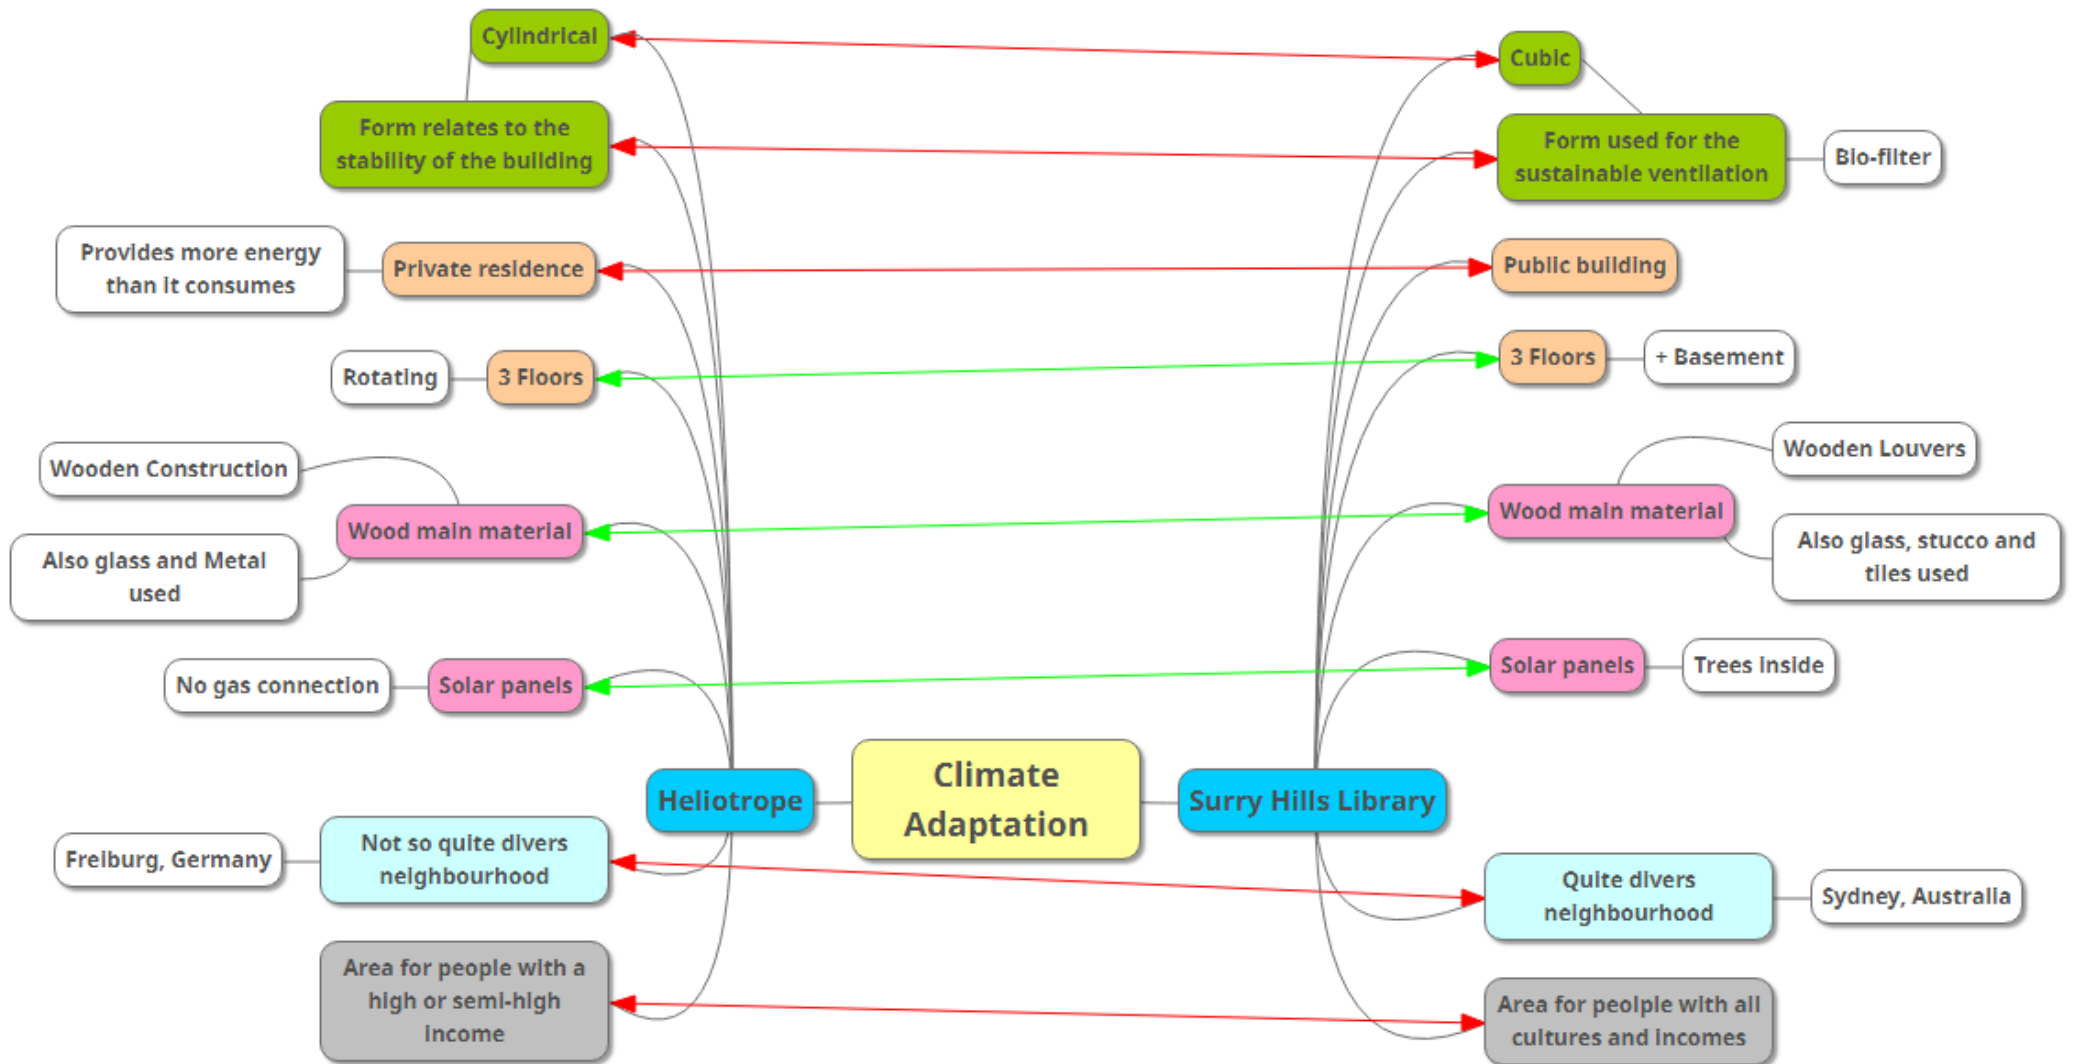 Cylindrical
Cubic
Form relates to the
stability of the building
Form used for the
sustainable ventilation
Bio-filter
Provides more energy
than it consumes
Private residence
Public building
Rotating
3 Floors
3 Floors
+ Basement
Wooden Construction
Wood main material
Also glass and Metal
used
Wooden Louvers
Wood main material
Also glass, stucco and
tiles used
No gas connection
Solar panels
Solar panels
Trees inside
Heliotrope
Climate
Adaptation
Surry Hills Library
Freiburg, Germany
Not so quite divers
neighbourhood
Quite divers
neighbourhood
Sydney, Australia
Area for people with a
high or semi-high
income
Area for peolple with all
cultures and incomes